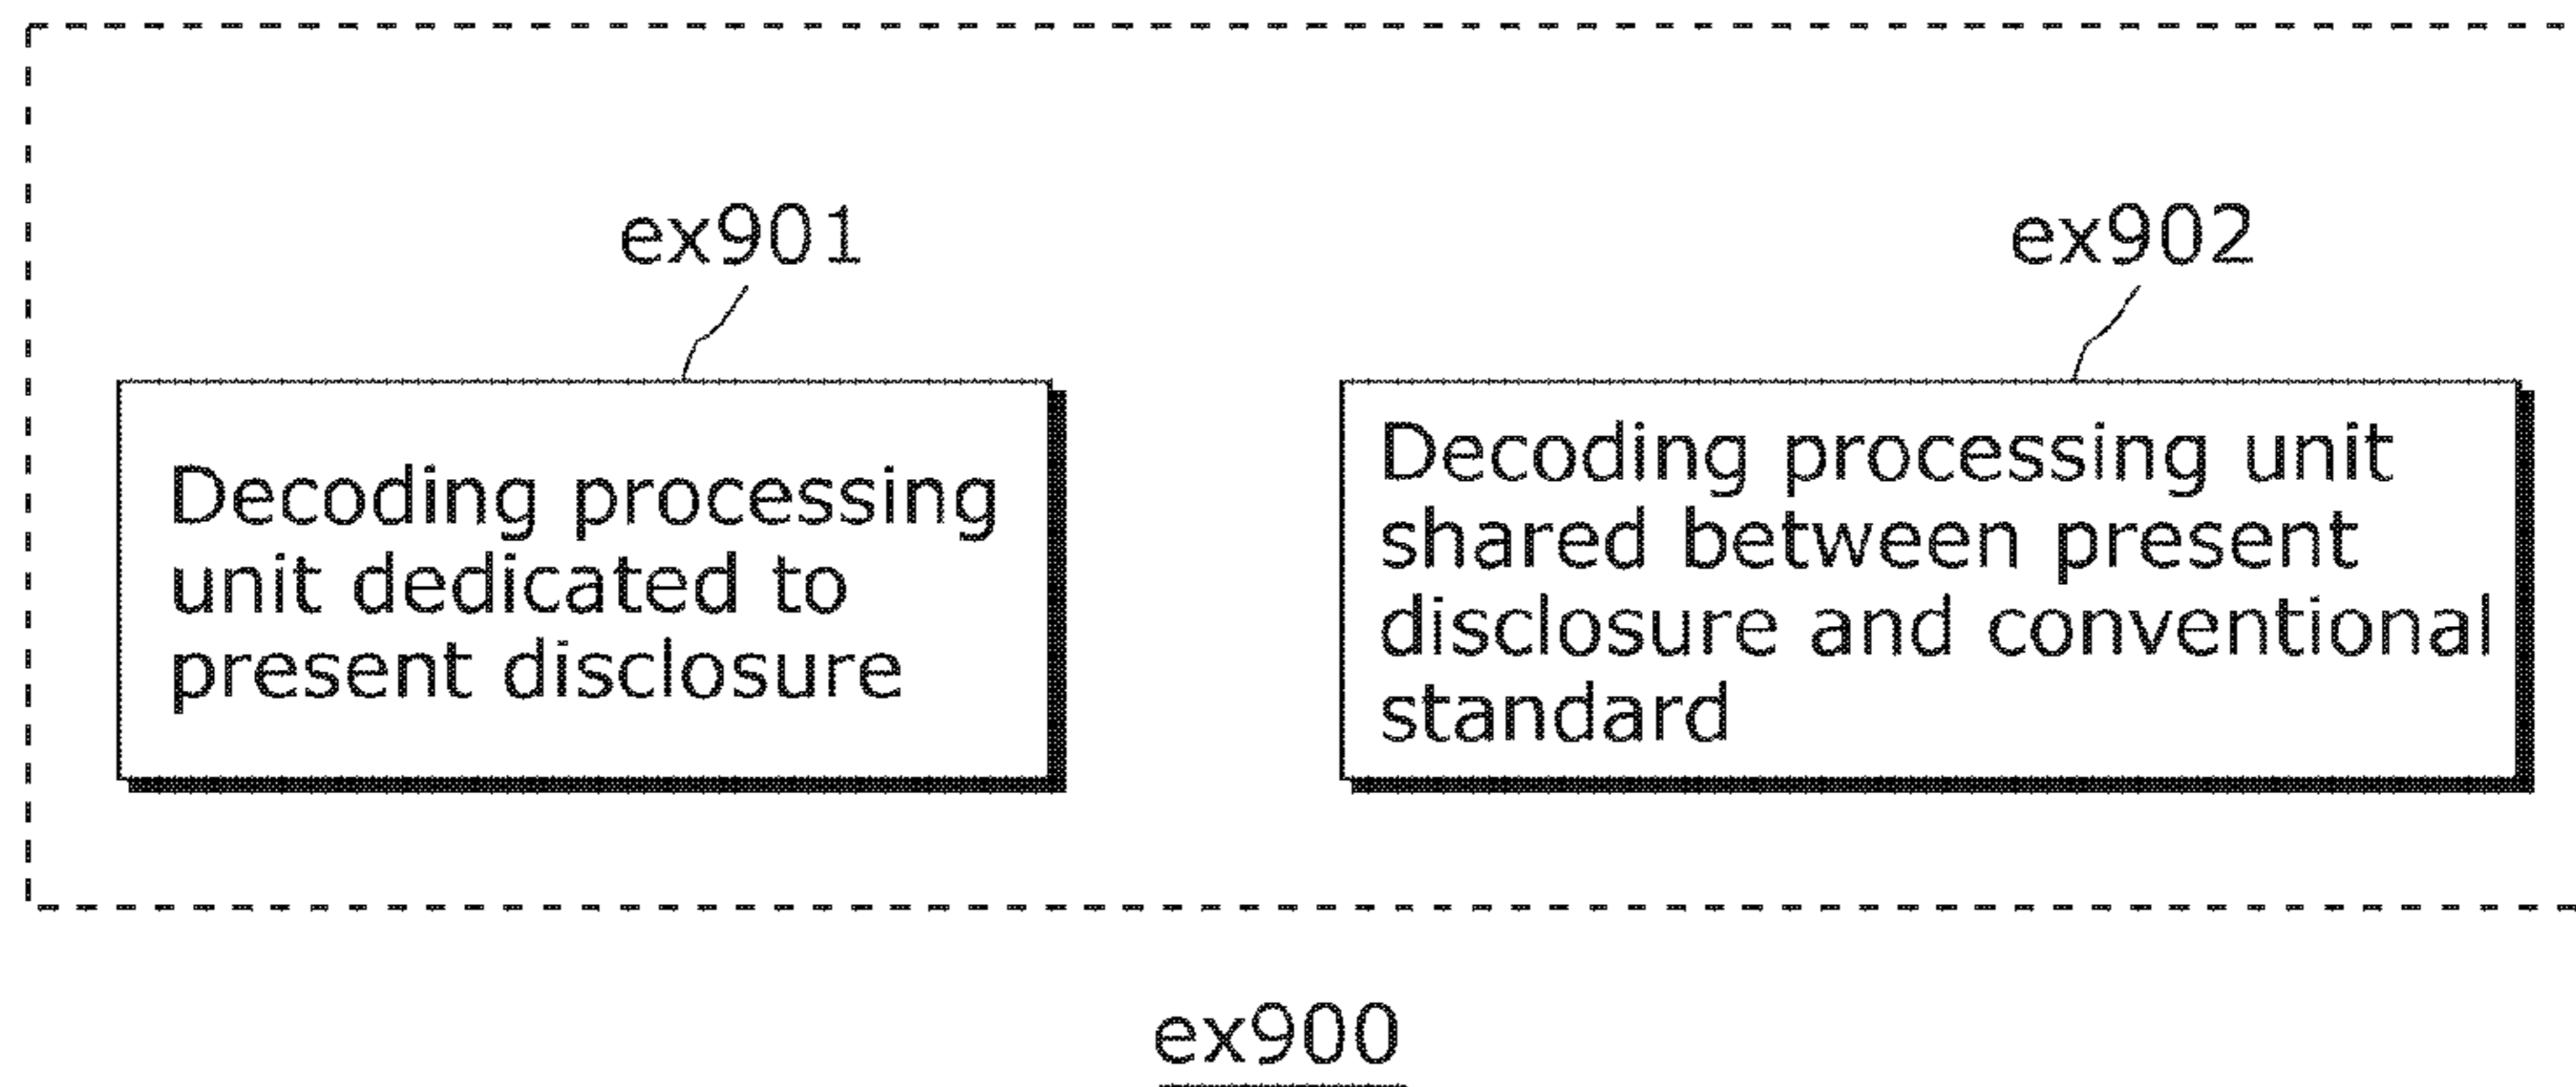 ex901
ex902
Decoding processing
unit dedicated to
present disclosure
Decoding processing unit
shared between present
disclosure and conventional
standard
ex900